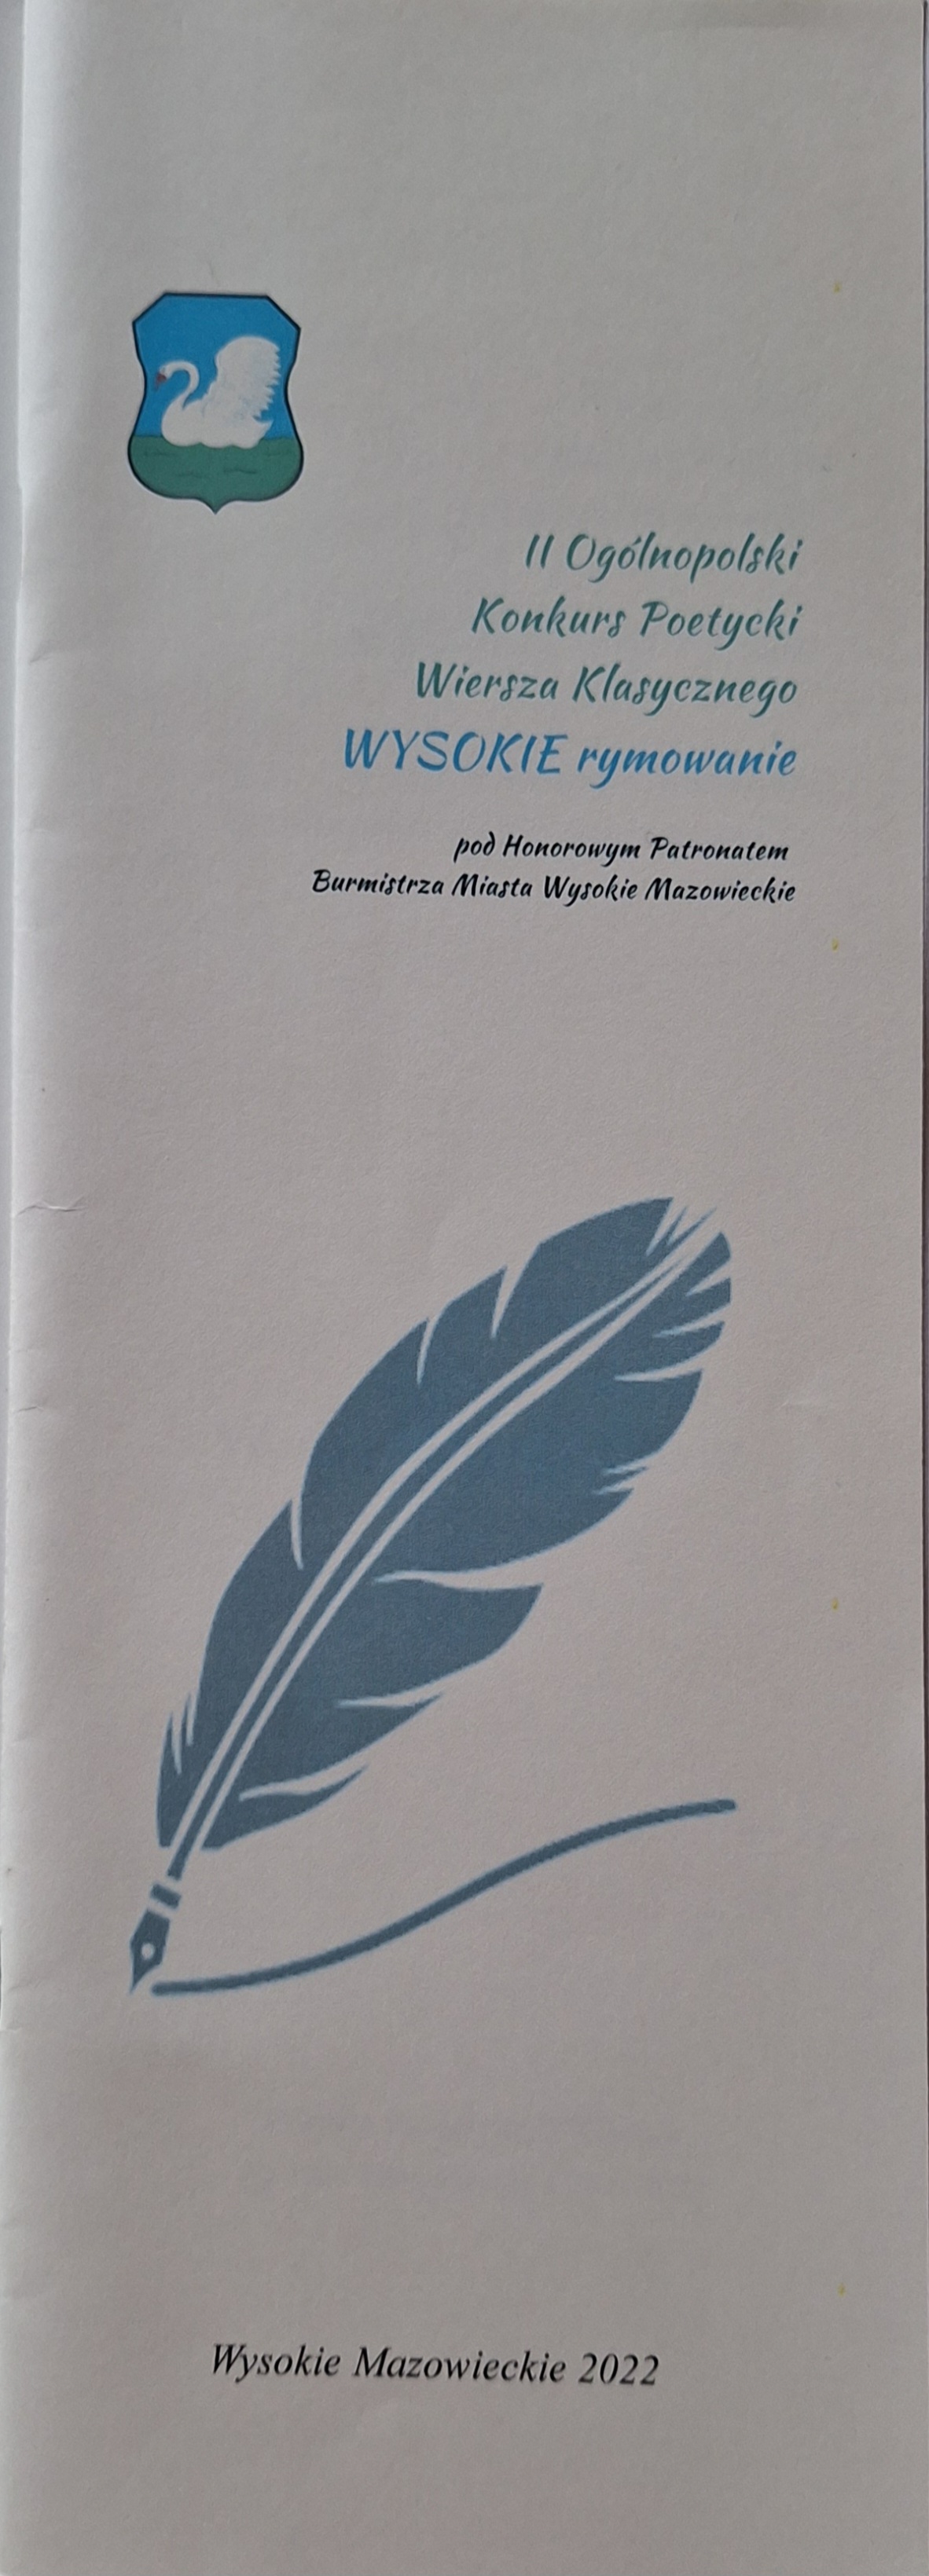 II Ogólnopolski
Konkurs Poetycki
Wiersza Klasycznego
WYSOKIE rymowanie
pod Honorowym Patronatem
Burmistrza Miasta Wysokie Mazowieckie
Wysokie Mazowieckie 2022